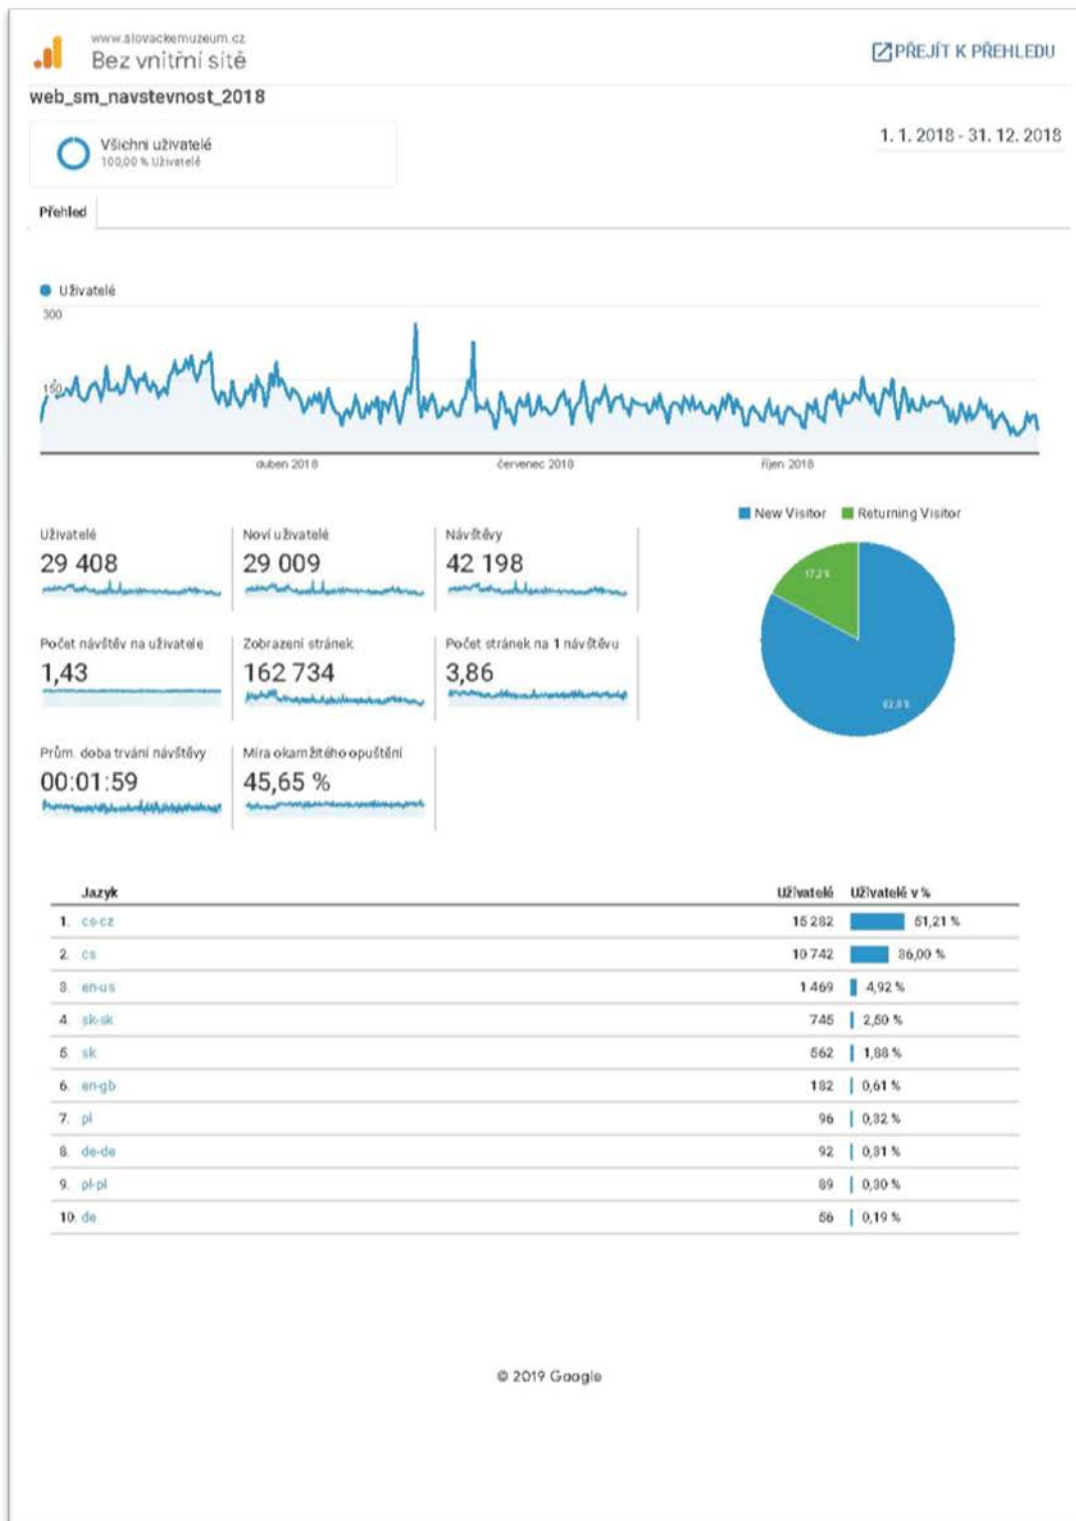 www.slovackemuzeum.cz
Bez vnitřní sítě
PŘEJÍT K PŘEHLEDU
web_sm_navstevnost_2018
Všichni uživatelé
100,00 % Uživatelé
1. 1. 2018 - 31. 12. 2018
Přehled
Uživatelé
300
150
duben 2018 červenec 2018 říjen 2018
New Visitor Returning Visitor
17,2 %
82,8 %
Uživatelé Noví uživatelé Návštěvy
29 408 29 009 42 198
Počet návštěv na uživatele Zobrazení stránek Počet stránek na 1 návštěvu
1,43 162 734 3,86
Prům. doba trvání návštěvy Míra okamžitého opuštění
00:01:59 45,65 %
Jazyk Uživatelé Uživatelé v %
1. cs-cz 15 282 51,21 %
2. cs 10 742 36,00 %
3. en-us 1 469 4,92 %
4. sk-sk 745 2,50 %
5. sk 562 1,88 %
6. en-gb 182 0,61 %
7. pl 96 0,32 %
8. de-de 92 0,31 %
9. pl-pl 89 0,30 %
10. de 56 0,19 %
© 2019 Google